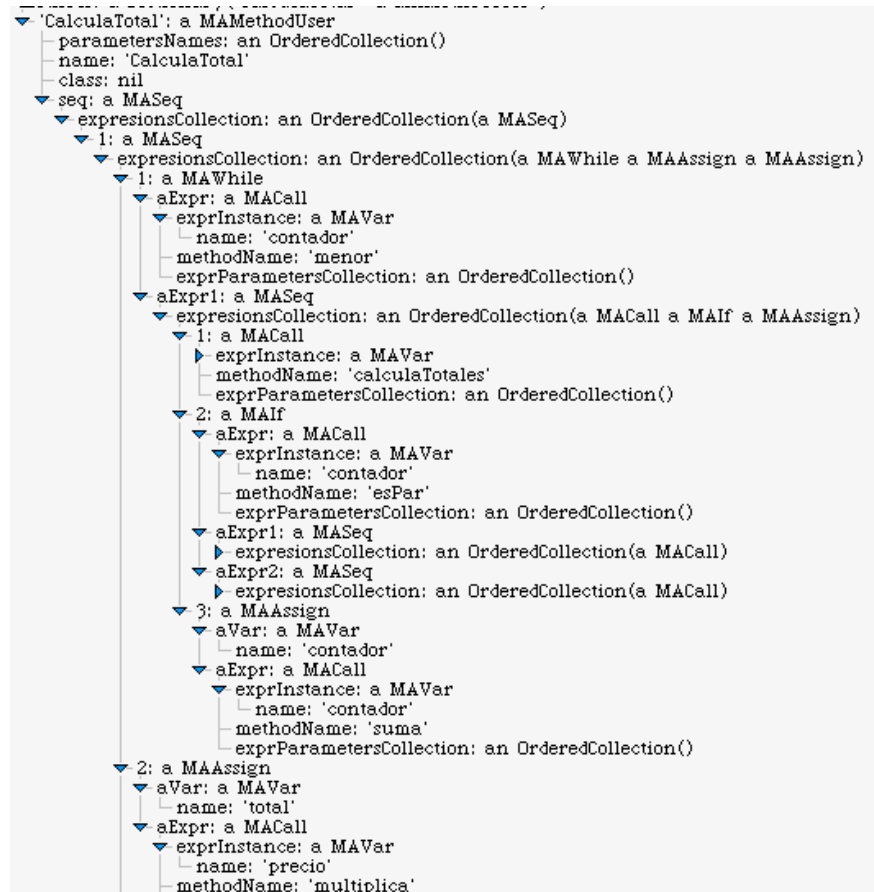 'CalculaTotal': a MAMethodUser
parametersNames: an OrderedCollection()
name: 'CalculaTotal'
class: nil
seq: a MASeq
expresionsCollection: an OrderedCollection(a MASeq)
1: a MASeq
expresionsCollection: an OrderedCollection(a MAWhile a MAAssign a MAAssign)
1: a MAWhile
aExpr: a MACall
exprInstance: a MAVar
name: 'contador'
methodName: 'menor'
exprParametersCollection: an OrderedCollection()
aExpr1: a MASeq
expresionsCollection: an OrderedCollection(a MACall a MAIf a MAAssign)
1: a MACall
exprInstance: a MAVar
methodName: 'calculaTotales'
exprParametersCollection: an OrderedCollection()
2: a MAIf
aExpr: a MACall
exprInstance: a MAVar
name: 'contador'
methodName: 'esPar'
exprParametersCollection: an OrderedCollection()
aExpr1: a MASeq
expresionsCollection: an OrderedCollection(a MACall)
aExpr2: a MASeq
expresionsCollection: an OrderedCollection(a MACall)
3: a MAAssign
aVar: a MAVar
name: 'contador'
aExpr: a MACall
exprInstance: a MAVar
name: 'contador'
methodName: 'suma'
exprParametersCollection: an OrderedCollection()
2: a MAAssign
aVar: a MAVar
name: 'total'
aExpr: a MACall
exprInstance: a MAVar
name: 'precio'
methodName: 'multiplica'